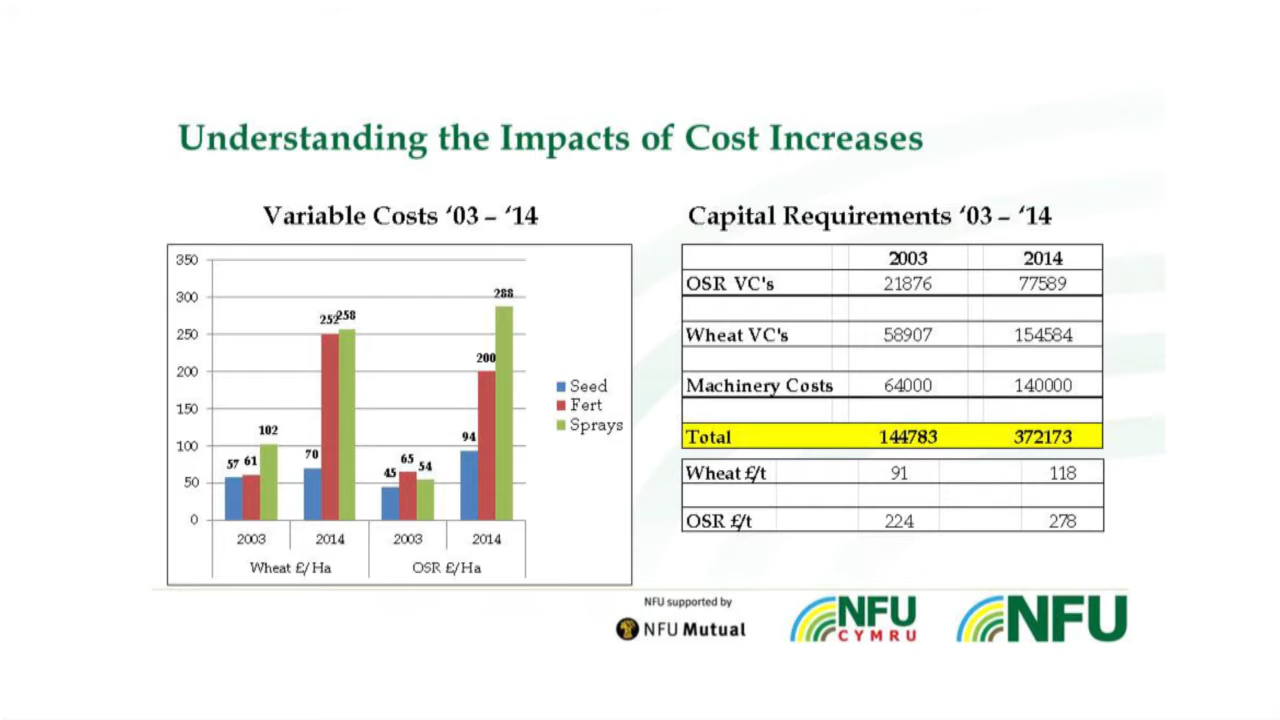 Understanding the Impacts of Cost Increases
Variable Costs ‘03 – ‘14
350
300
250
200
150
100
50
0
57 61 102
70 252 258
45 65 54
94 200 288
2003 2014 2003 2014
Wheat £/Ha OSR £/Ha
Seed
Fert
Sprays
Capital Requirements ‘03 – ‘14
2003 2014
OSR VC's 21876 77589
Wheat VC's 58907 154584
Machinery Costs 64000 140000
Total 144783 372173
Wheat £/t 91 118
OSR £/t 224 278
NFU supported by
NFU Mutual
NFU
CYMRU
NFU